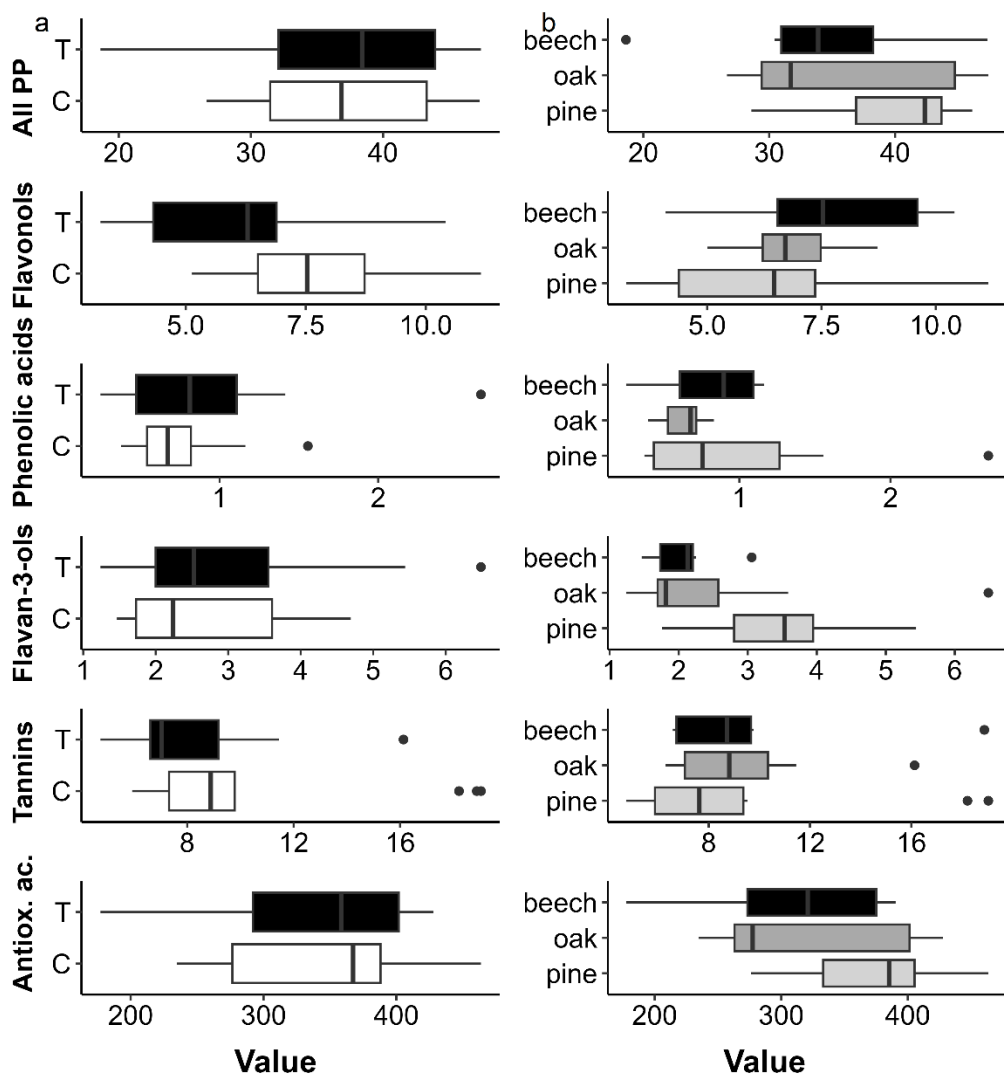 a
All PP
T
C
20 30 40
Flavonols
T
C
5.0 7.5 10.0
Phenolic acids
T
C
1 2
Flavan-3-ols
T
C
1 2 3 4 5 6
Tannins
T
C
8 12 16
Antiox. ac.
T
C
200 300 400
Value
b
beech
oak
pine
20 30 40
beech
oak
pine
5.0 7.5 10.0
beech
oak
pine
1 2
beech
oak
pine
1 2 3 4 5 6
beech
oak
pine
8 12 16
beech
oak
pine
200 300 400
Value